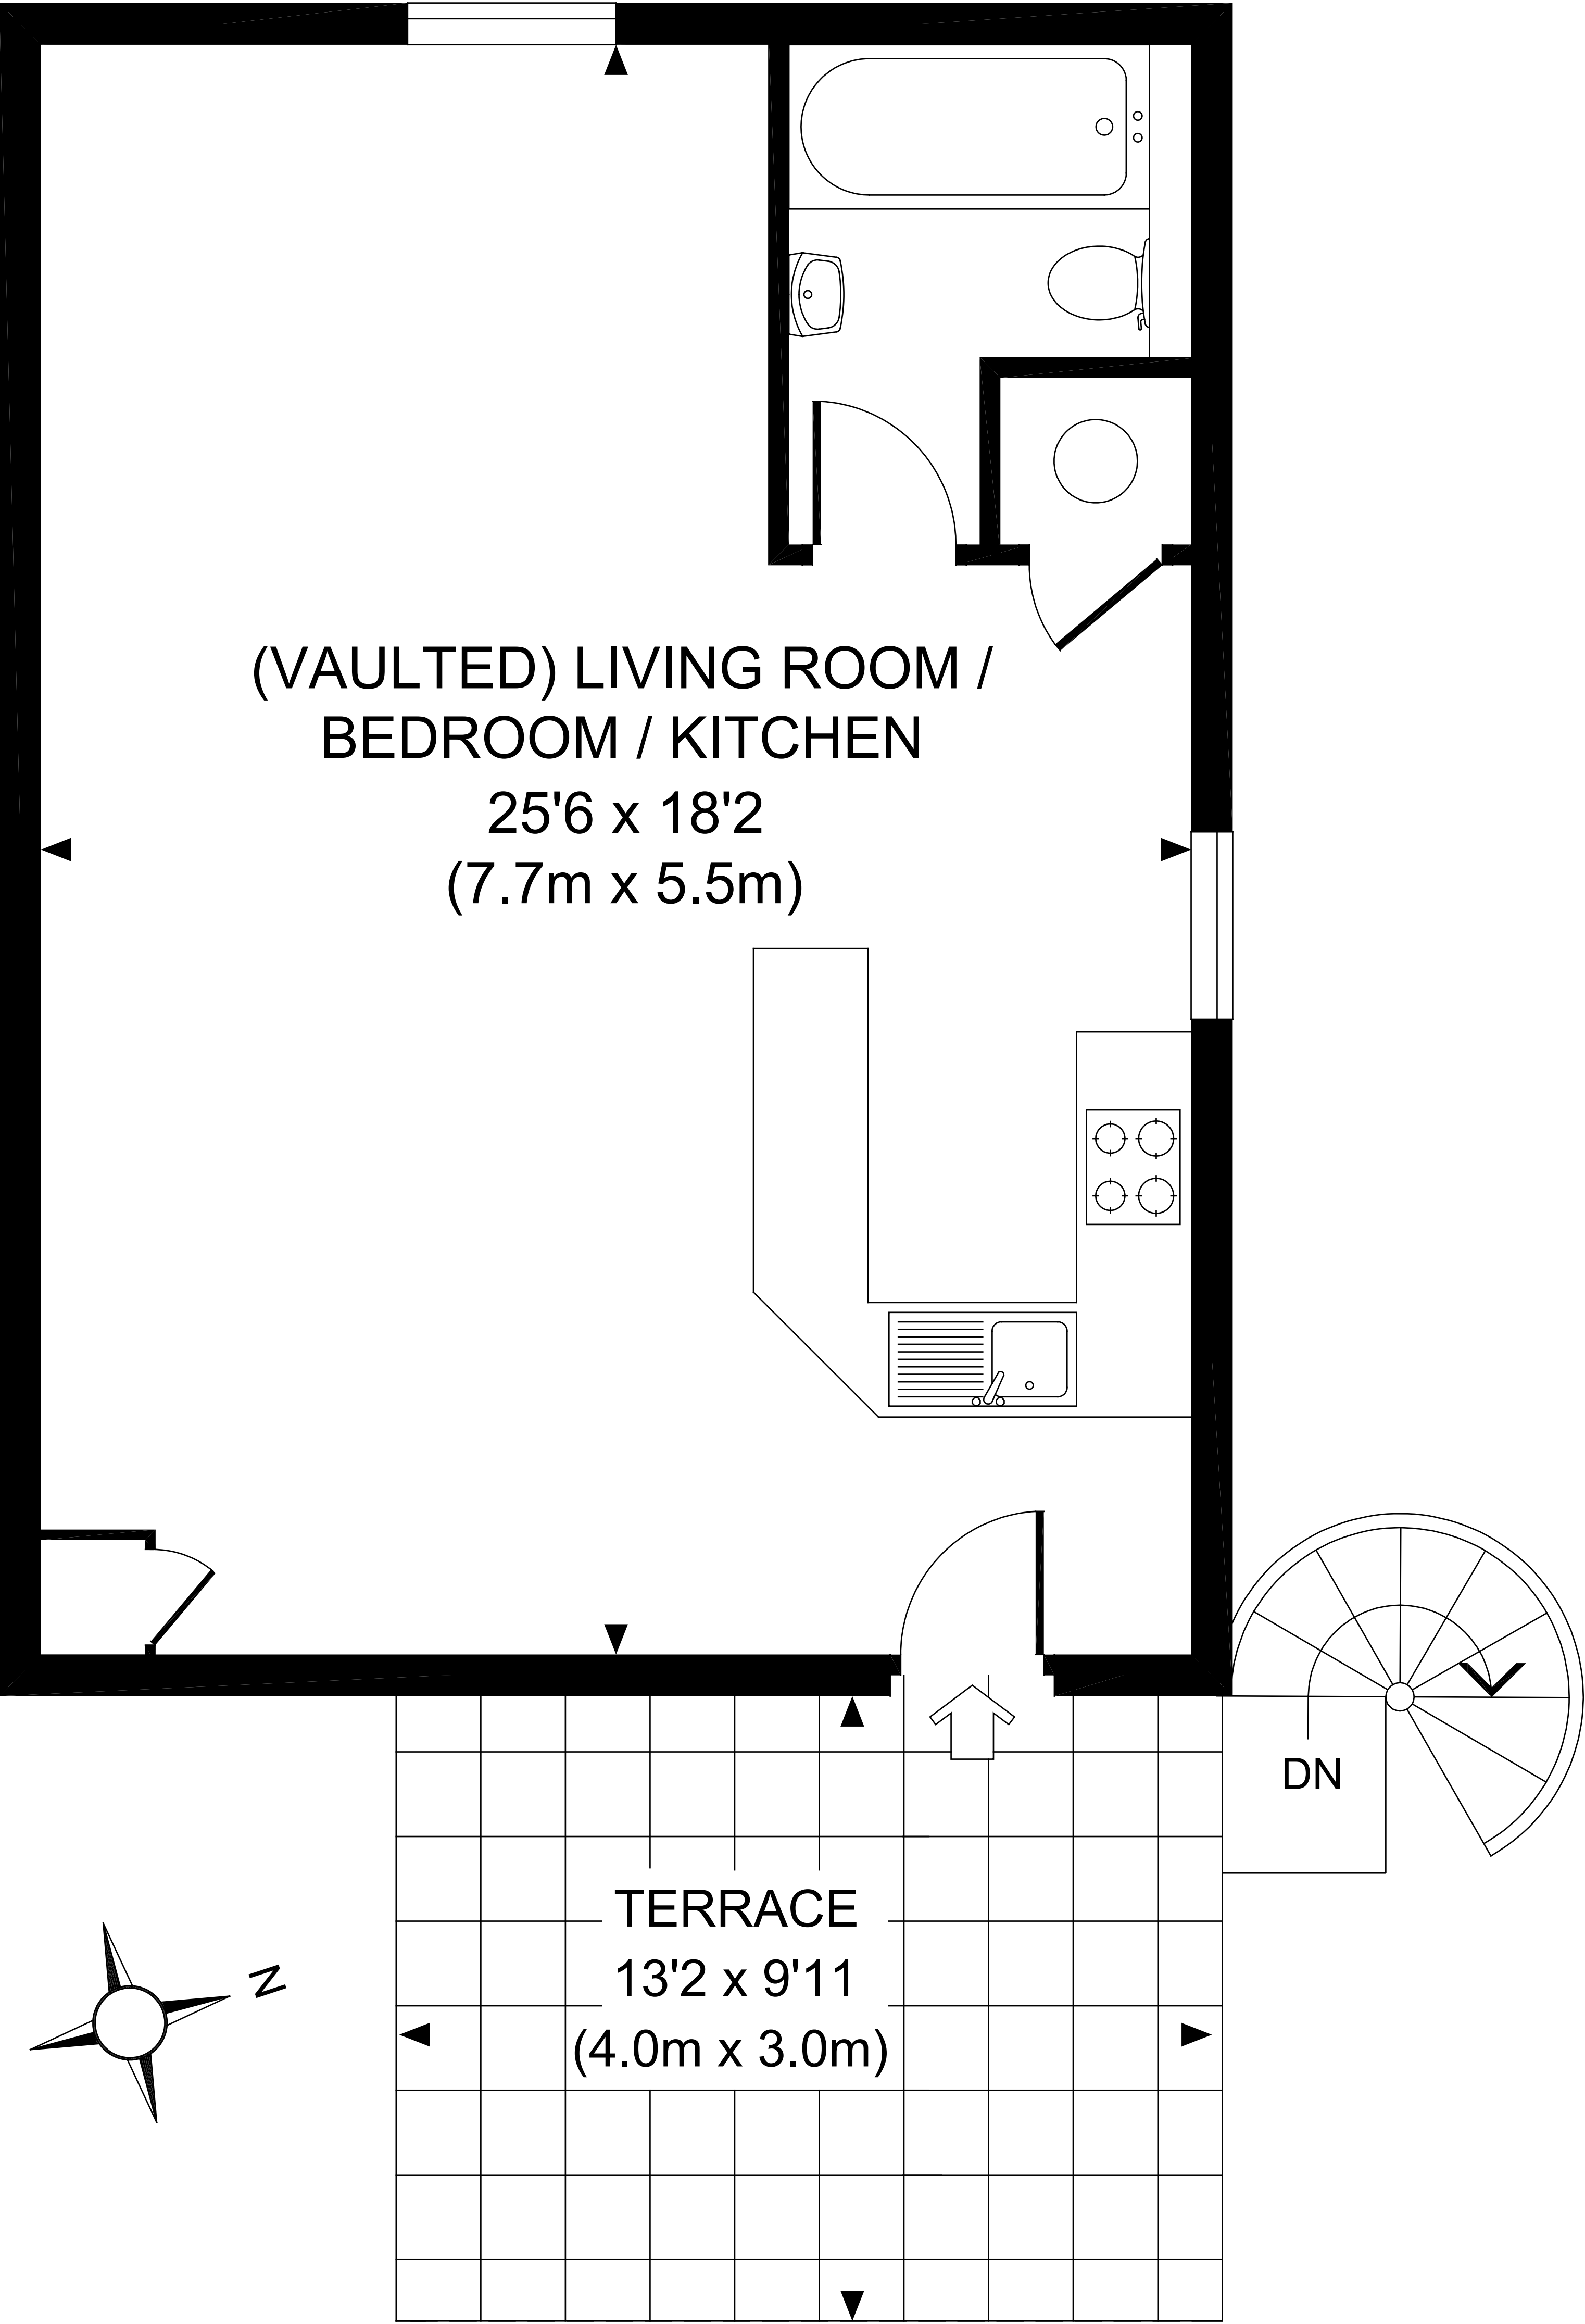 (VAULTED) LIVING ROOM /
BEDROOM / KITCHEN
25'6 x 18'2
(7.7m x 5.5m)
DN
TERRACE
13'2 x 9'11
(4.0m x 3.0m)
N